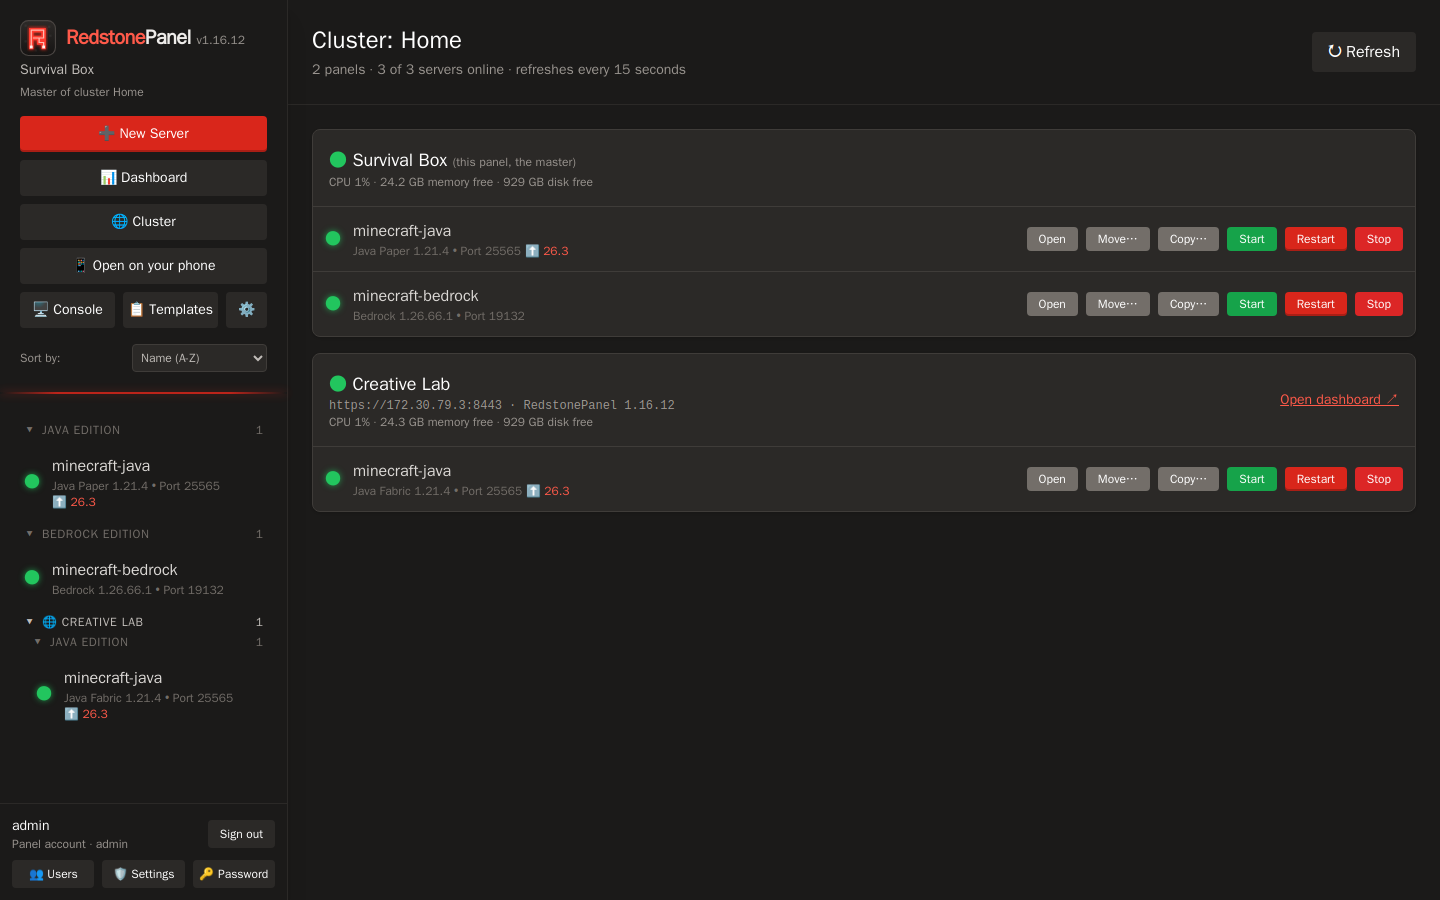 RedstonePanel v1.16.12
Survival Box
Master of cluster Home
➕ New Server
📊 Dashboard
🌐 Cluster
📱 Open on your phone
🖥️ Console
📋 Templates
⚙️
Sort by:
Name (A-Z)
▼ JAVA EDITION 1
minecraft-java
Java Paper 1.21.4 • Port 25565
⬆️ 26.3
▼ BEDROCK EDITION 1
minecraft-bedrock
Bedrock 1.26.66.1 • Port 19132
▼ 🌐 CREATIVE LAB 1
▼ JAVA EDITION 1
minecraft-java
Java Fabric 1.21.4 • Port 25565
⬆️ 26.3
admin
Panel account · admin
Sign out
👥 Users
🛡️ Settings
🔑 Password
Cluster: Home
2 panels · 3 of 3 servers online · refreshes every 15 seconds
↻ Refresh
Survival Box (this panel, the master)
CPU 1% · 24.2 GB memory free · 929 GB disk free
minecraft-java
Java Paper 1.21.4 • Port 25565 ⬆️ 26.3
Open Move… Copy… Start Restart Stop
minecraft-bedrock
Bedrock 1.26.66.1 • Port 19132
Open Move… Copy… Start Restart Stop
Creative Lab
https://172.30.79.3:8443 · RedstonePanel 1.16.12
CPU 1% · 24.3 GB memory free · 929 GB disk free
Open dashboard ↗
minecraft-java
Java Fabric 1.21.4 • Port 25565 ⬆️ 26.3
Open Move… Copy… Start Restart Stop